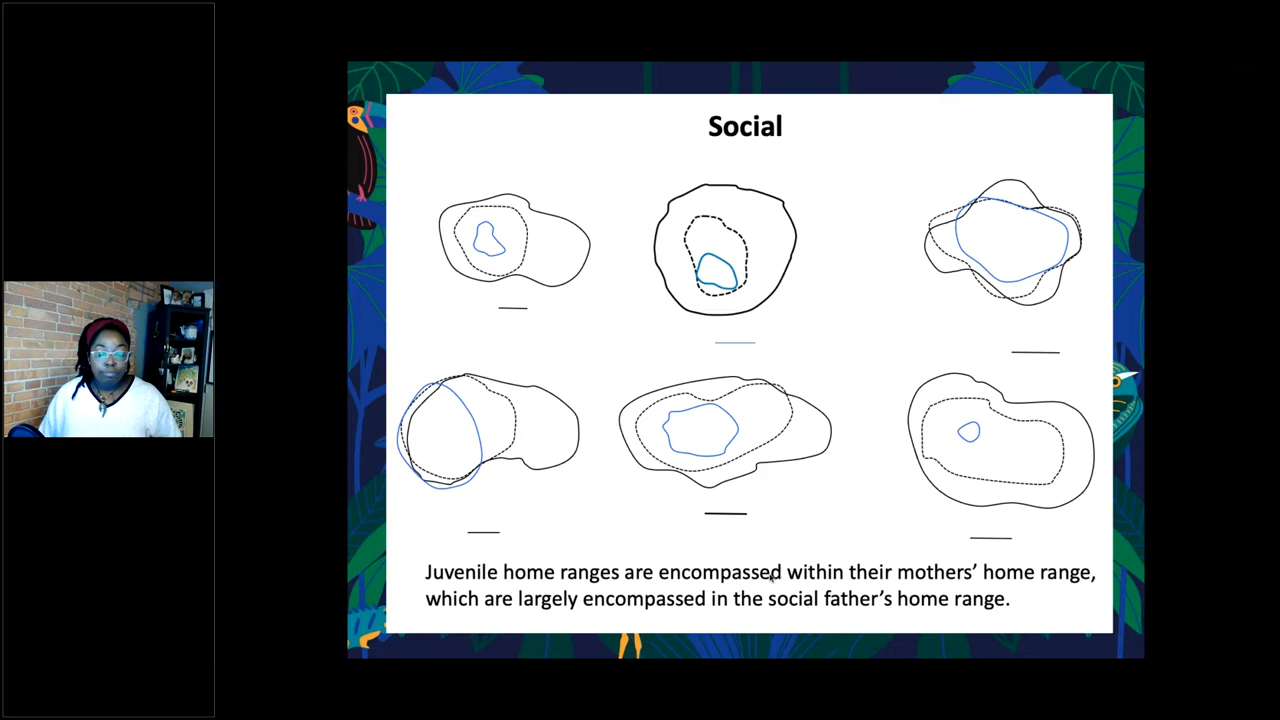 Social
Juvenile home ranges are encompassed within their mothers’ home range,
which are largely encompassed in the social father’s home range.